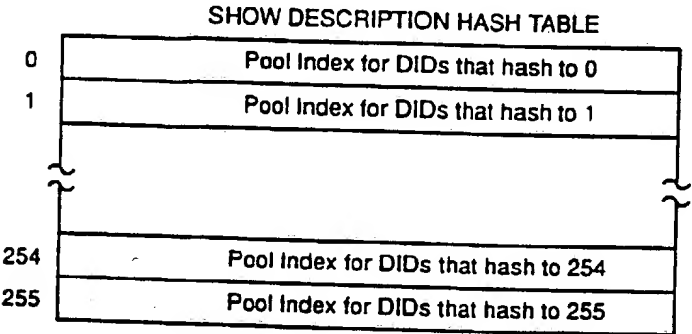 SHOW DESCRIPTION HASH TABLE
0 Pool Index for DIDs that hash to 0
1 Pool Index for DIDs that hash to 1
254 Pool Index for DIDs that hash to 254
255 Pool Index for DIDs that hash to 255